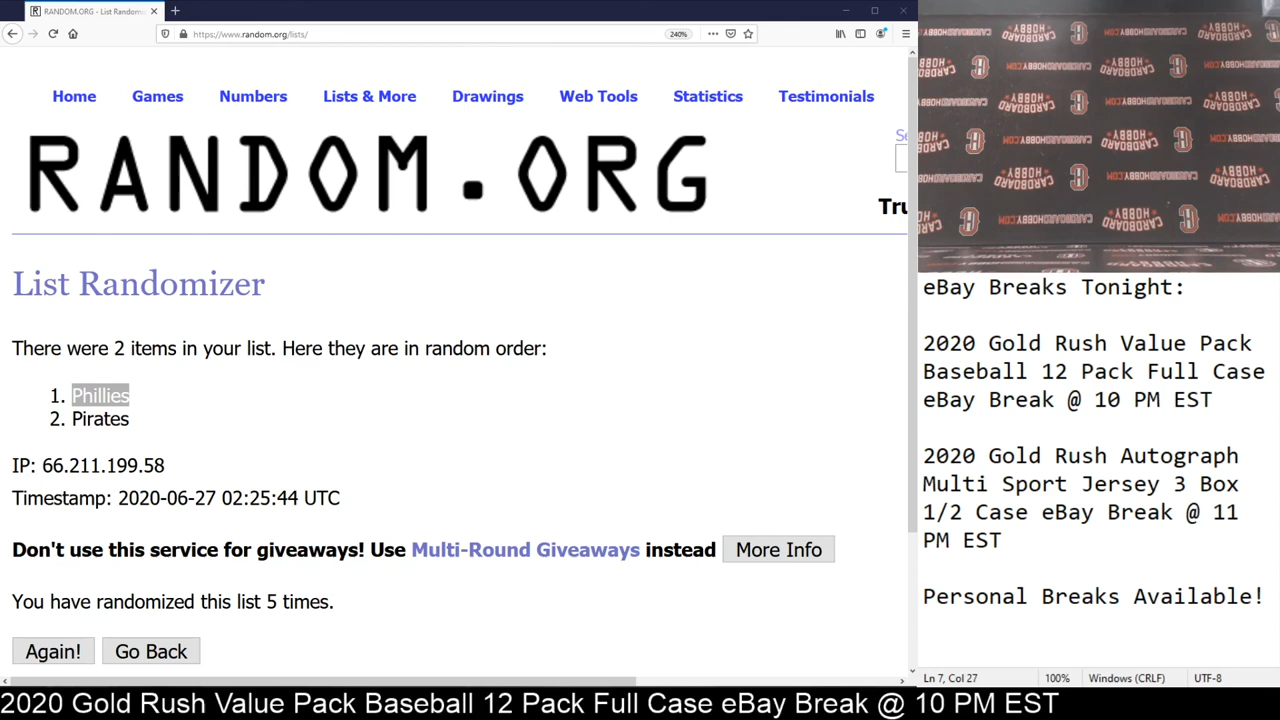 RANDOM.ORG - List Randomi
https://www.random.org/lists/
240%
Home Games Numbers Lists & More Drawings Web Tools Statistics Testimonials
RANDOM.ORG
List Randomizer
There were 2 items in your list. Here they are in random order:
1. Phillies
2. Pirates
IP: 66.211.199.58
Timestamp: 2020-06-27 02:25:44 UTC
Don't use this service for giveaways! Use Multi-Round Giveaways instead More Info
You have randomized this list 5 times.
Again! Go Back
CARDBOARD
HOBBY
CARDBOARDHOBBY.COM
eBay Breaks Tonight:
2020 Gold Rush Value Pack
Baseball 12 Pack Full Case
eBay Break @ 10 PM EST
2020 Gold Rush Autograph
Multi Sport Jersey 3 Box
1/2 Case eBay Break @ 11
PM EST
Personal Breaks Available!
Ln 7, Col 27 100% Windows (CRLF) UTF-8
2020 Gold Rush Value Pack Baseball 12 Pack Full Case eBay Break @ 10 PM EST